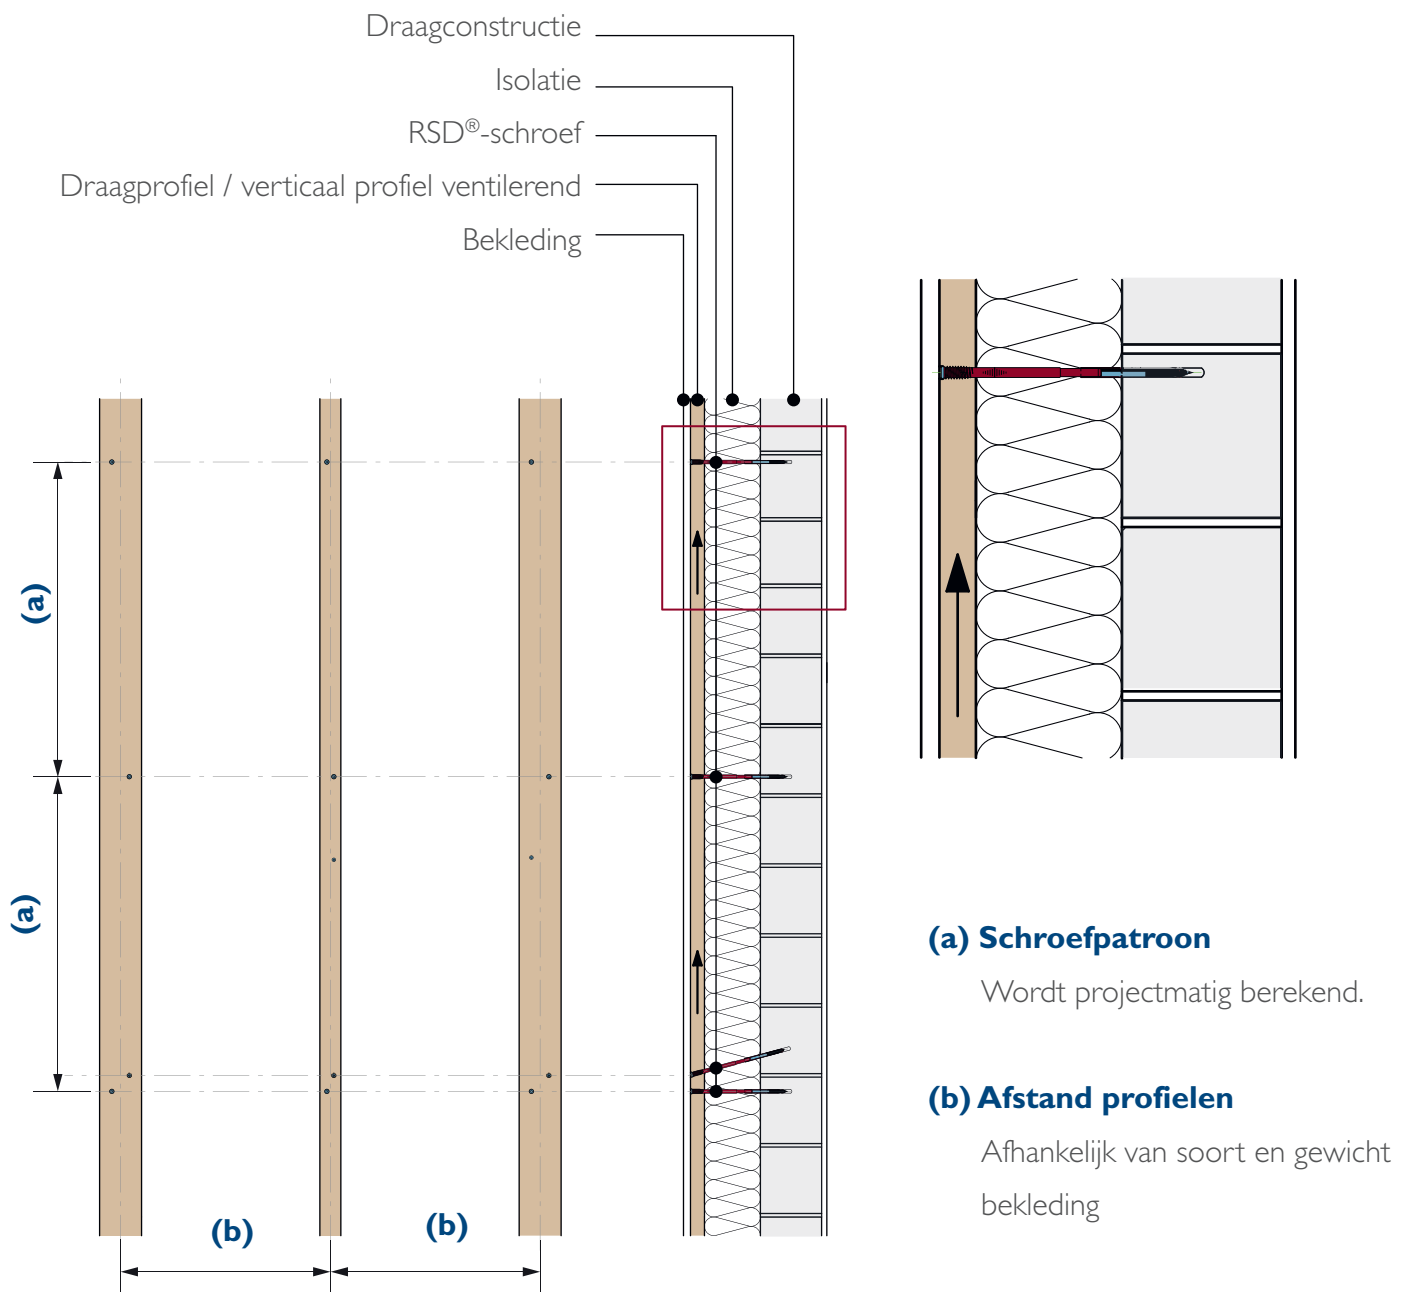 Draagconstructie
Isolatie
RSD®-schroef
Draagprofiel / verticaal profiel ventilerend
Bekleding
(a)
(a)
(b)
(b)
(a) Schroefpatroon
Wordt projectmatig berekend.
(b) Afstand profielen
Afhankelijk van soort en gewicht
bekleding